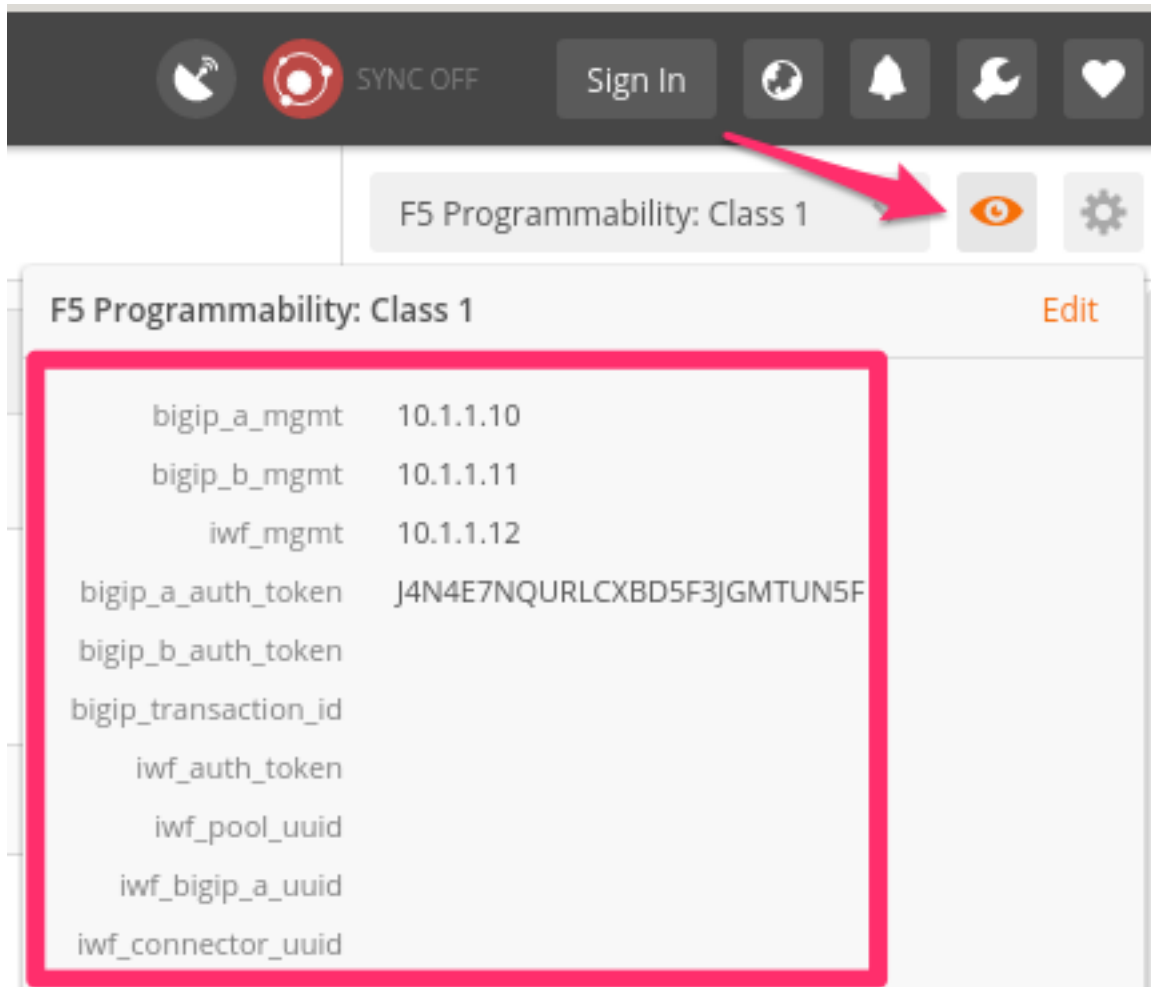 SYNC OFF Sign In
F5 Programmability: Class 1
F5 Programmability: Class 1 Edit
bigip_a_mgmt 10.1.1.10
bigip_b_mgmt 10.1.1.11
iwf_mgmt 10.1.1.12
bigip_a_auth_token J4N4E7NQURLCXBD5F3JGMTUN5F
bigip_b_auth_token
bigip_transaction_id
iwf_auth_token
iwf_pool_uuid
iwf_bigip_a_uuid
iwf_connector_uuid